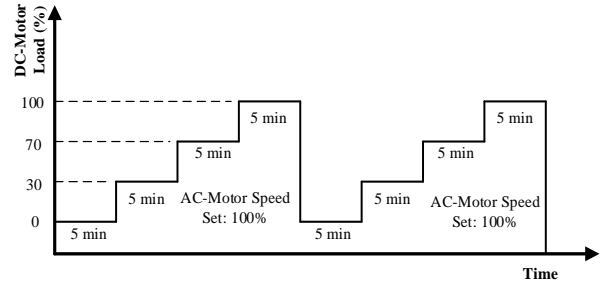 DC-Motor
Load (%)
100
5 min
5 min
70
5 min
5 min
30
5 min
AC-Motor Speed
Set: 100%
5 min
AC-Motor Speed
Set: 100%
0
5 min
5 min
Time